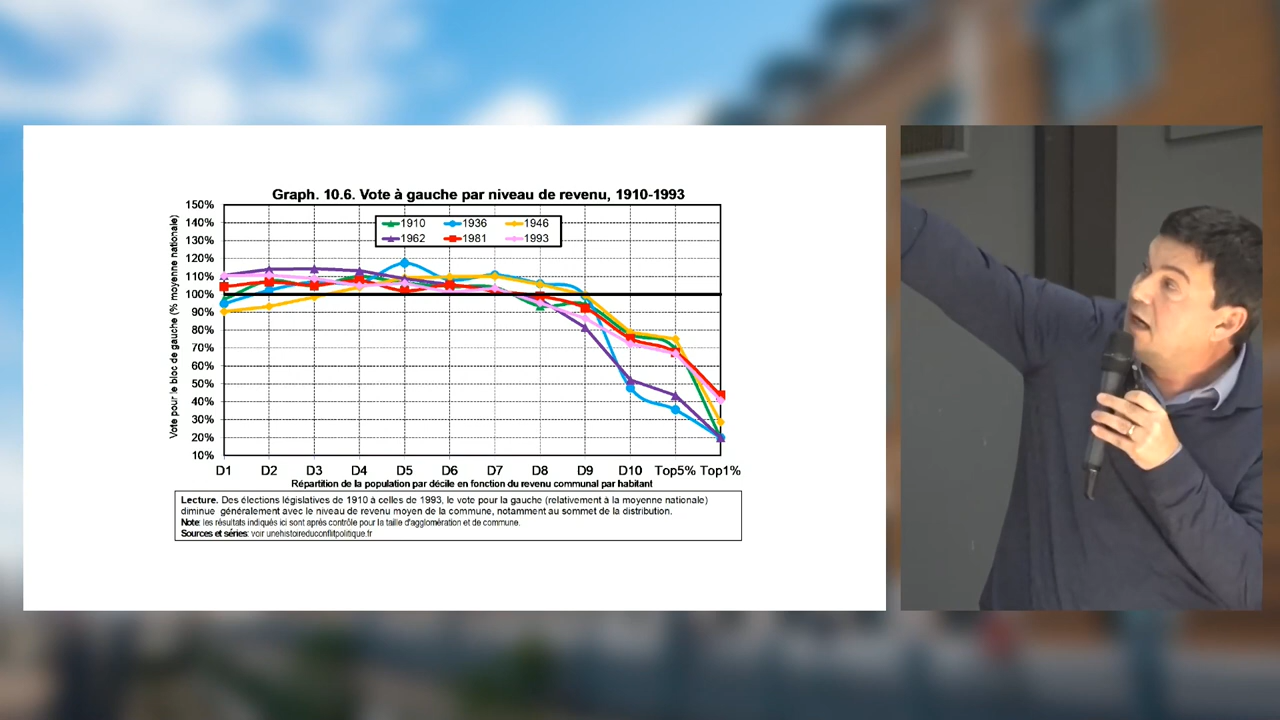 Graph. 10.6. Vote à gauche par niveau de revenu, 1910-1993
Vote pour le bloc de gauche (% moyenne nationale)
150%
140%
130%
120%
110%
100%
90%
80%
70%
60%
50%
40%
30%
20%
10%
1910 1936 1946
1962 1981 1993
D1 D2 D3 D4 D5 D6 D7 D8 D9 D10 Top5% Top1%
Répartition de la population par décile en fonction du revenu communal par habitant
Lecture. Des élections législatives de 1910 à celles de 1993, le vote pour la gauche (relativement à la moyenne nationale)
diminue généralement avec le niveau de revenu moyen de la commune, notamment au sommet de la distribution.
Note: les résultats indiqués ici sont après contrôle pour la taille d'agglomération et de commune.
Sources et séries: voir unehistoireduconflitpolitique.fr